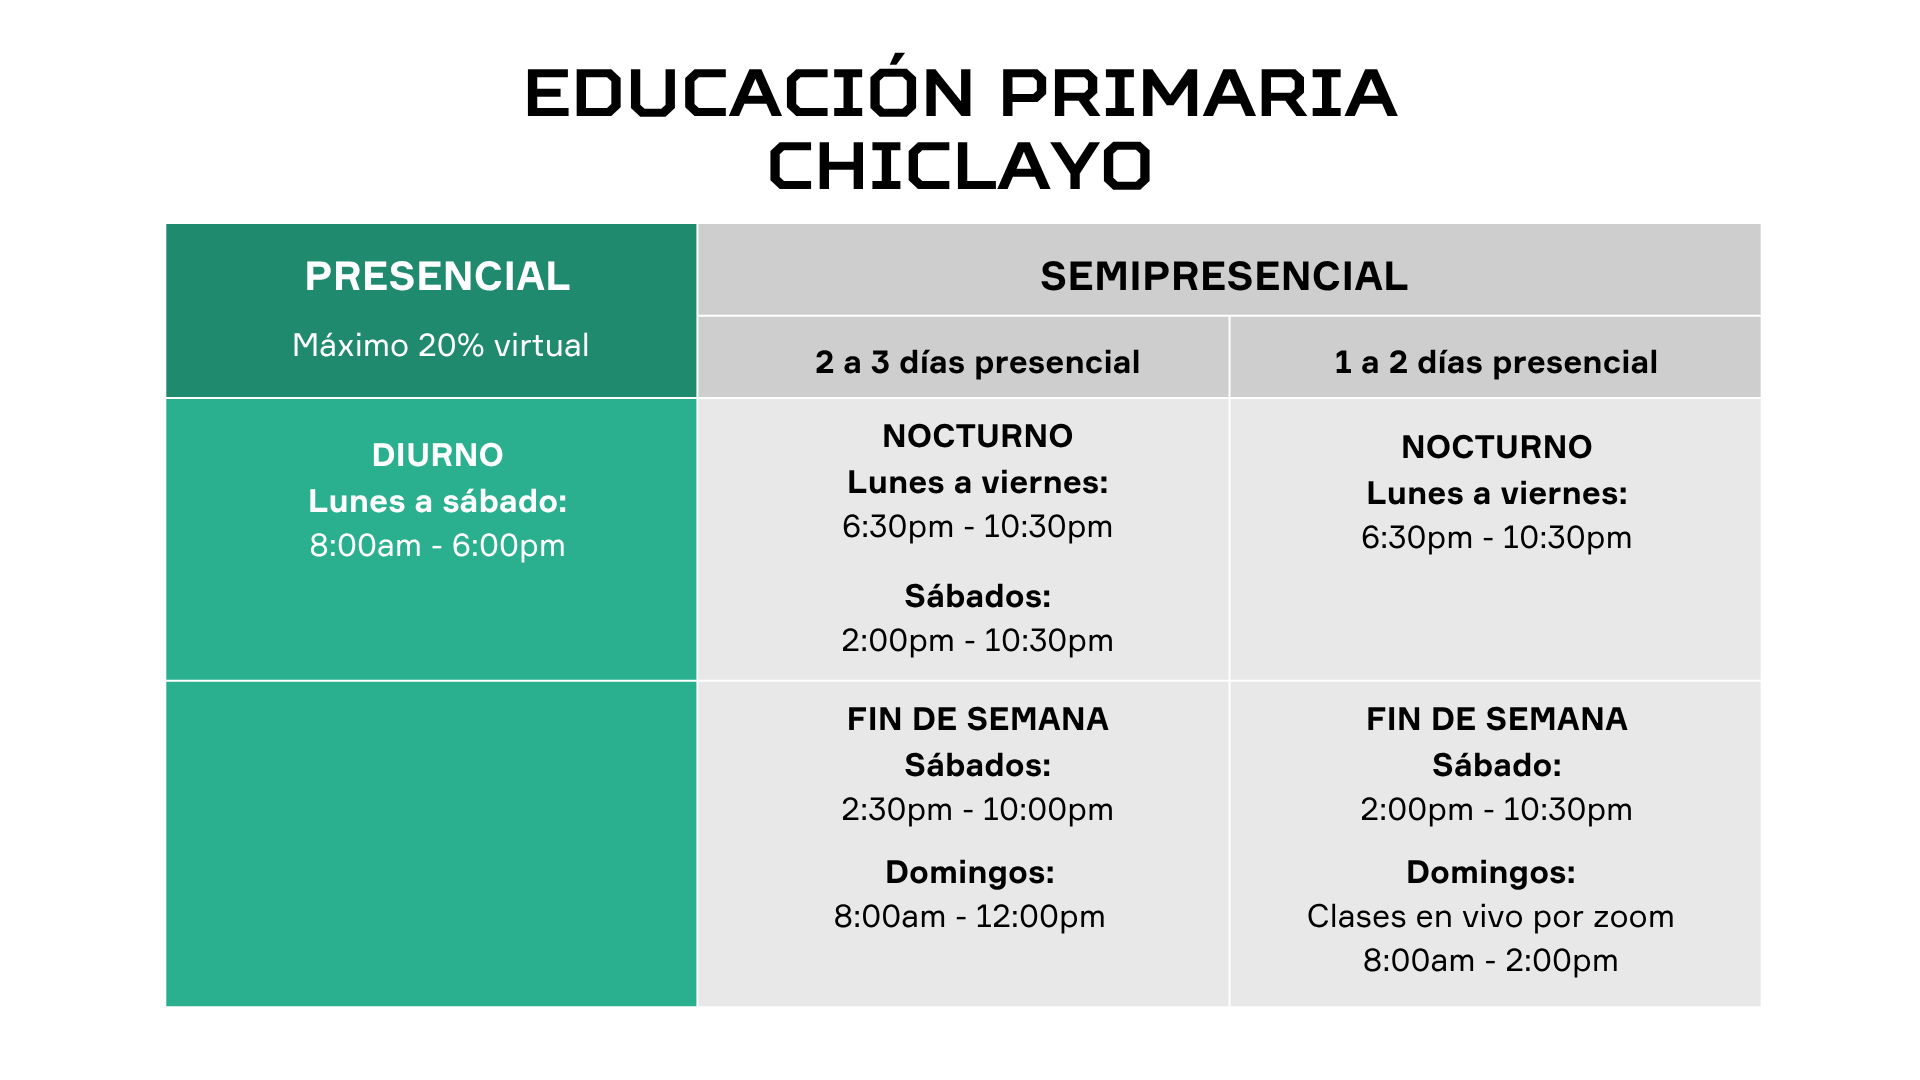 EDUCACIÓN PRIMARIA
CHICLAYO
PRESENCIAL
Máximo 20% virtual
SEMIPRESENCIAL
2 a 3 días presencial
1 a 2 días presencial
DIURNO
Lunes a sábado:
8:00am - 6:00pm
NOCTURNO
Lunes a viernes:
6:30pm - 10:30pm
Sábados:
2:00pm - 10:30pm
NOCTURNO
Lunes a viernes:
6:30pm - 10:30pm
FIN DE SEMANA
Sábados:
2:30pm - 10:00pm
Domingos:
8:00am - 12:00pm
FIN DE SEMANA
Sábado:
2:00pm - 10:30pm
Domingos:
Clases en vivo por zoom
8:00am - 2:00pm